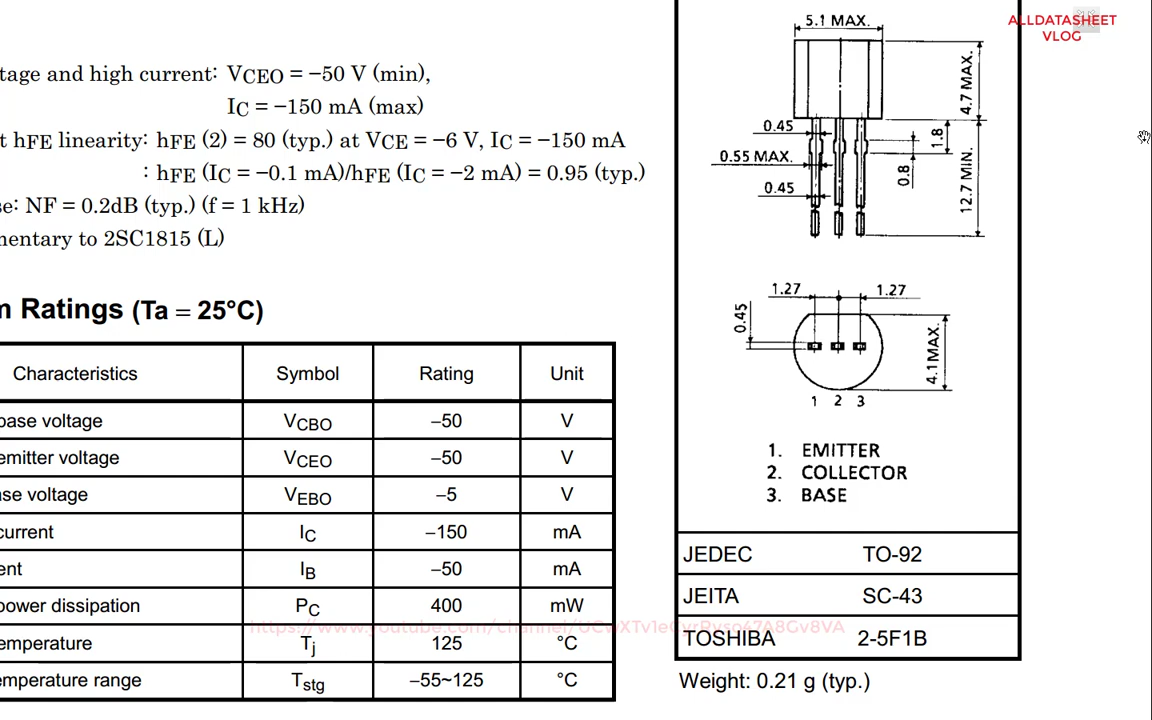 ALLDATASHEET
VLOG
tage and high current: VCEO = −50 V (min),
IC = −150 mA (max)
t hFE linearity: hFE (2) = 80 (typ.) at VCE = −6 V, IC = −150 mA
: hFE (IC = −0.1 mA)/hFE (IC = −2 mA) = 0.95 (typ.)
se: NF = 0.2dB (typ.) (f = 1 kHz)
mentary to 2SC1815 (L)
m Ratings (Ta = 25°C)
Characteristics Symbol Rating Unit
base voltage VCBO −50 V
emitter voltage VCEO −50 V
ase voltage VEBO −5 V
current IC −150 mA
ent IB −50 mA
power dissipation PC 400 mW
emperature Tj 125 °C
emperature range Tstg −55~125 °C
5.1 MAX.
4.7 MAX.
0.45
1.8
0.55 MAX.
0.8
12.7 MIN.
0.45
1.27 1.27
0.45
4.1 MAX.
1 2 3
1. EMITTER
2. COLLECTOR
3. BASE
JEDEC TO-92
JEITA SC-43
TOSHIBA 2-5F1B
Weight: 0.21 g (typ.)